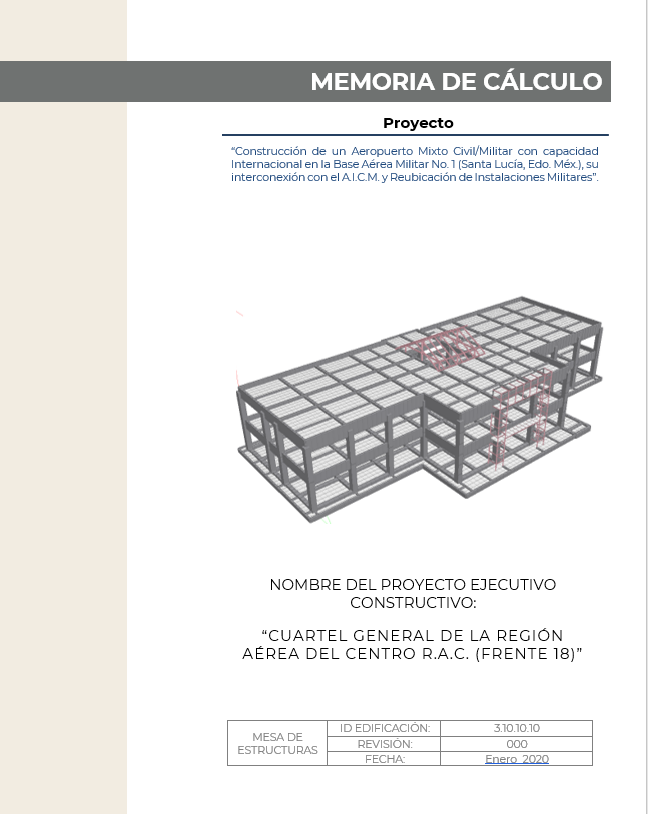 MEMORIA DE CÁLCULO
Proyecto
“Construcción de un Aeropuerto Mixto Civil/Militar con capacidad
Internacional en la Base Aérea Militar No. 1 (Santa Lucía, Edo. Méx.), su
interconexión con el A.I.C.M. y Reubicación de Instalaciones Militares”.
NOMBRE DEL PROYECTO EJECUTIVO
CONSTRUCTIVO:
“CUARTEL GENERAL DE LA REGIÓN
AÉREA DEL CENTRO R.A.C. (FRENTE 18)”
MESA DE
ESTRUCTURAS
ID EDIFICACIÓN: 3.10.10.10
REVISIÓN: 000
FECHA: Enero 2020